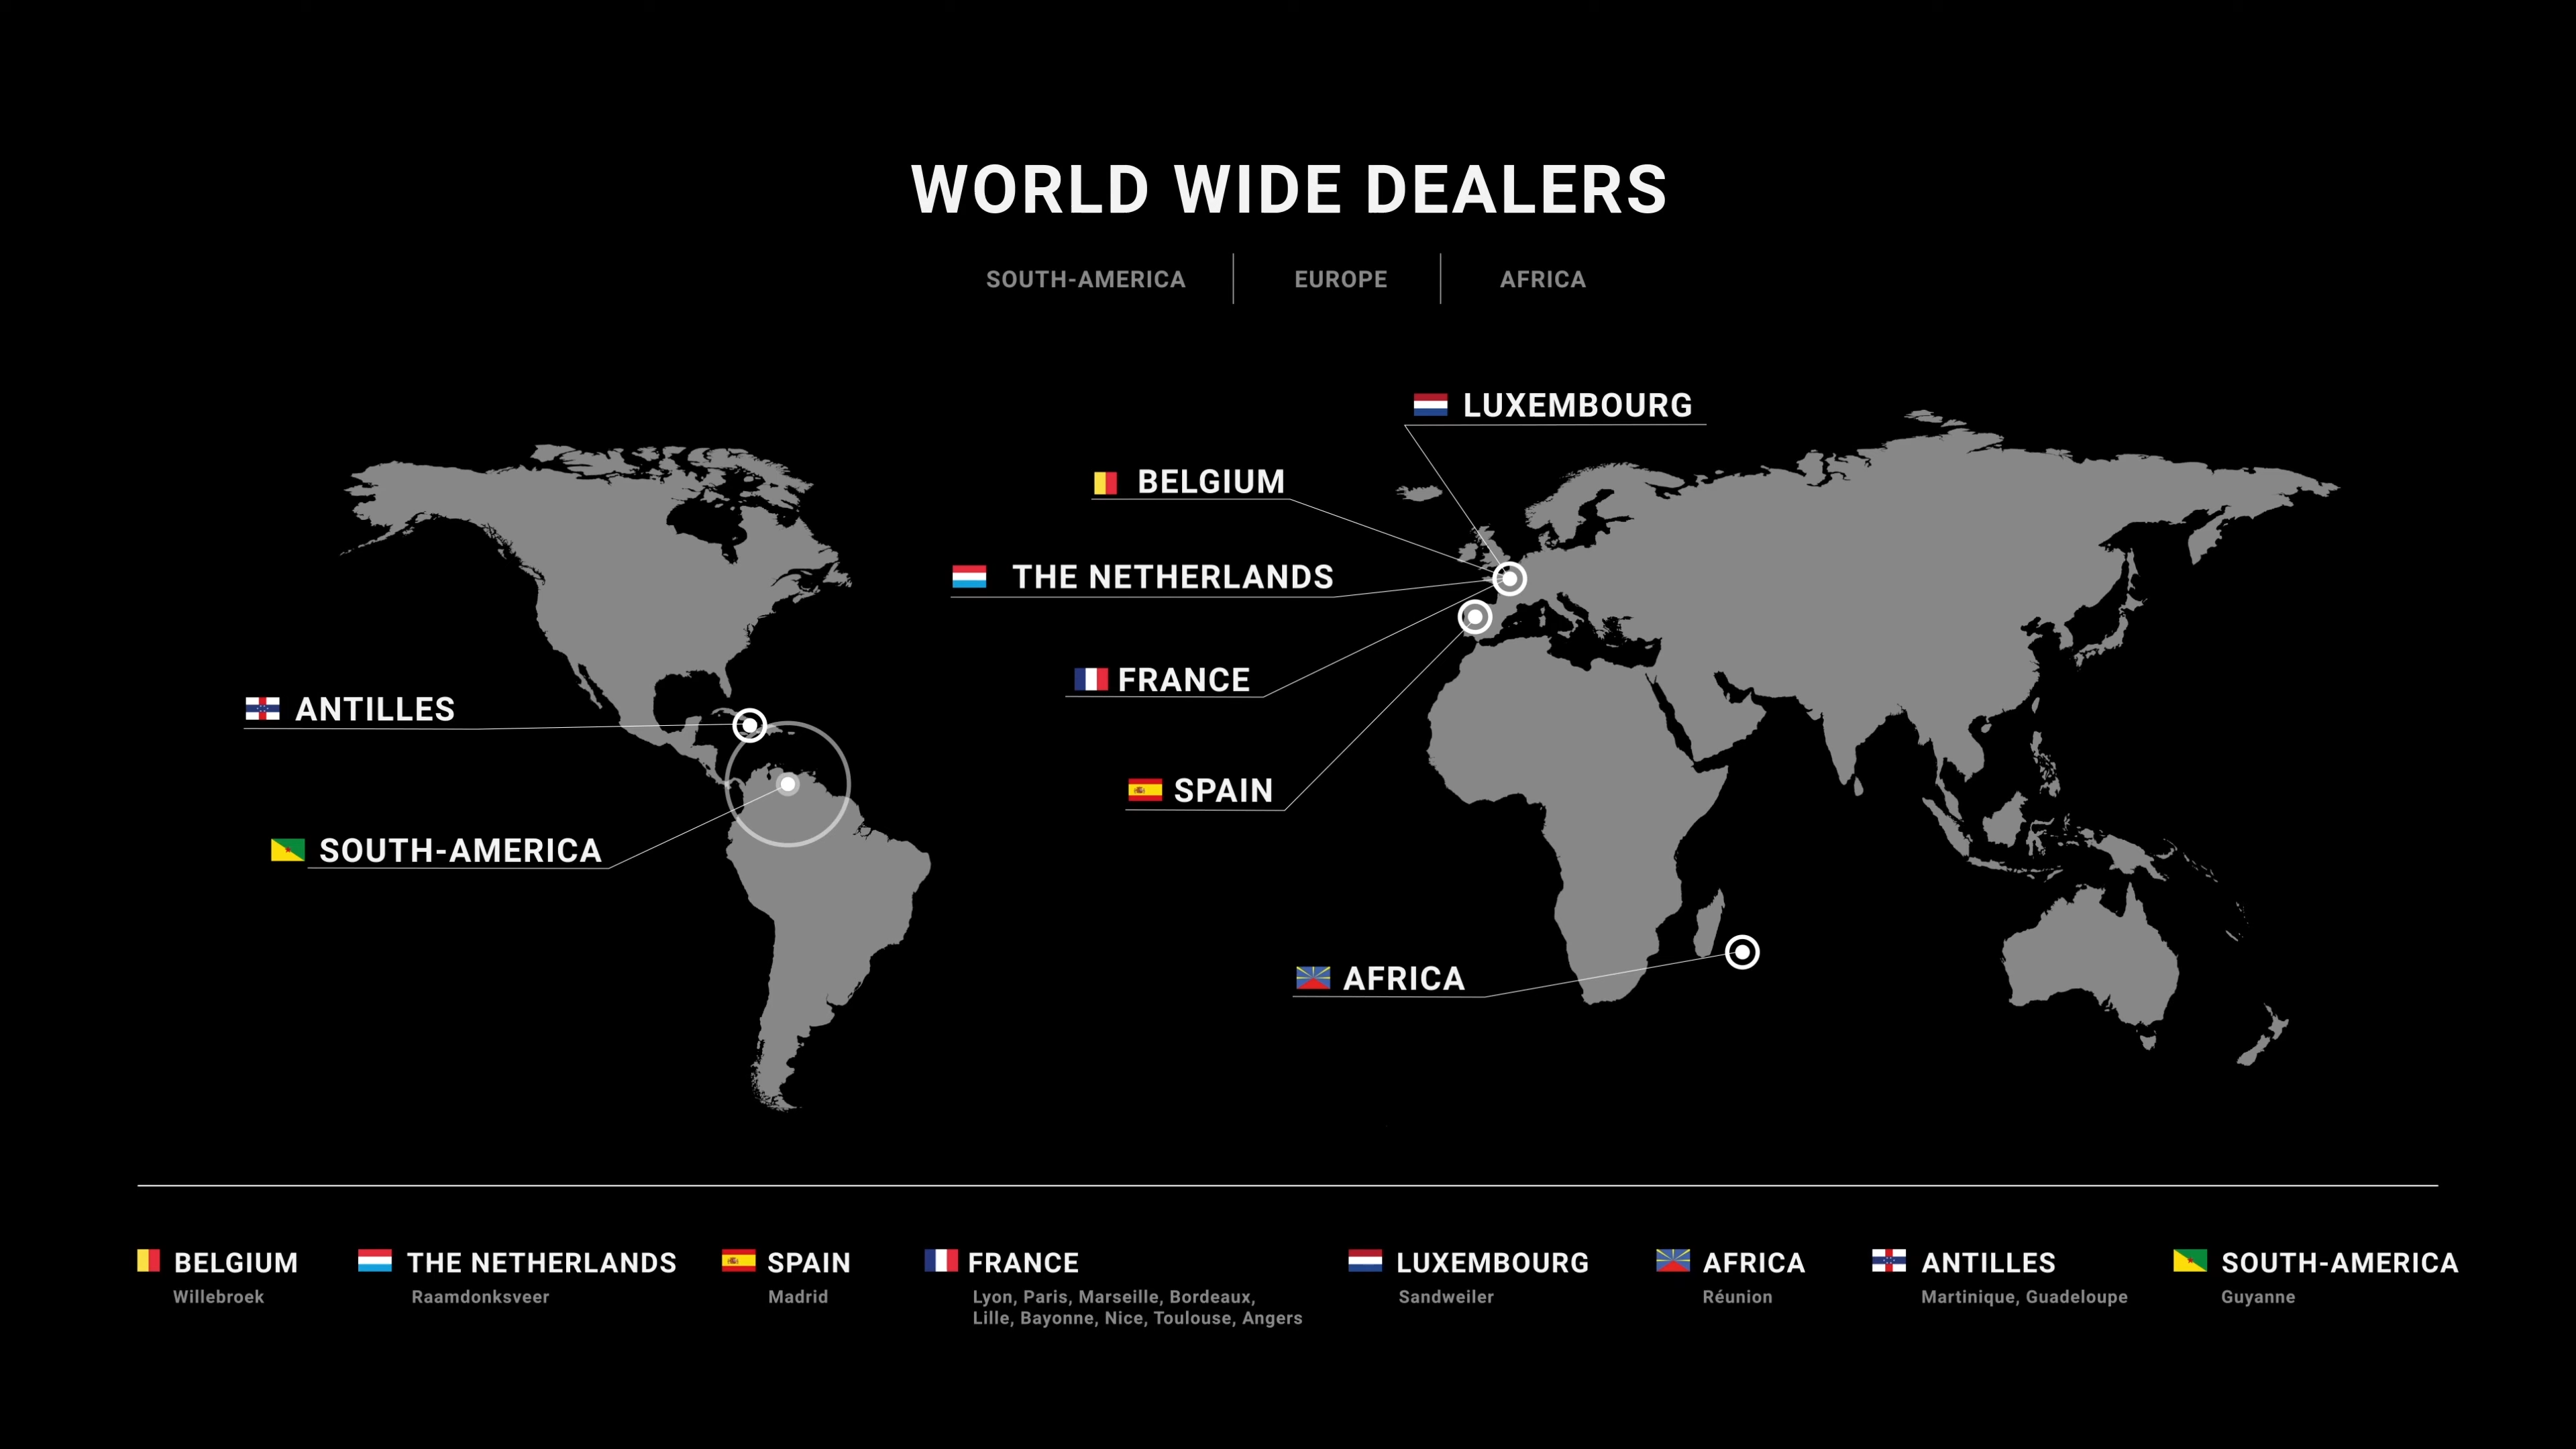 WORLD WIDE DEALERS
SOUTH-AMERICA
EUROPE
AFRICA
LUXEMBOURG
BELGIUM
THE NETHERLANDS
FRANCE
ANTILLES
SPAIN
SOUTH-AMERICA
AFRICA
BELGIUM
Willebroek
THE NETHERLANDS
Raamdonksveer
SPAIN
Madrid
FRANCE
Lyon, Paris, Marseille, Bordeaux,
Lille, Bayonne, Nice, Toulouse, Angers
LUXEMBOURG
Sandweiler
AFRICA
Réunion
ANTILLES
Martinique, Guadeloupe
SOUTH-AMERICA
Guyanne